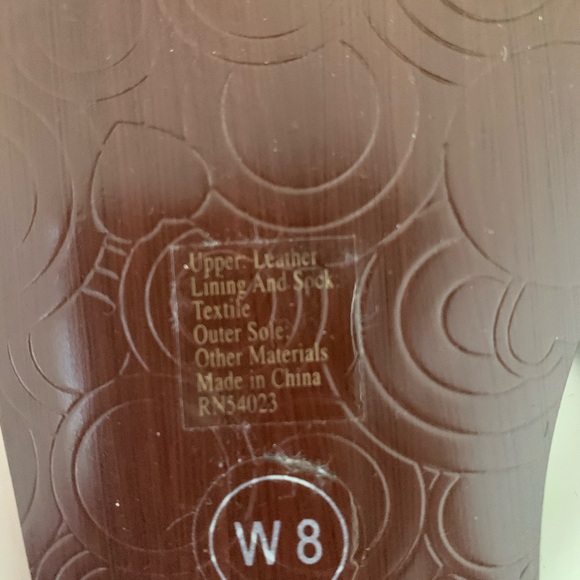 Upper: Leather
Lining And Sock:
Textile
Outer Sole:
Other Materials
Made in China
RN54023
W 8